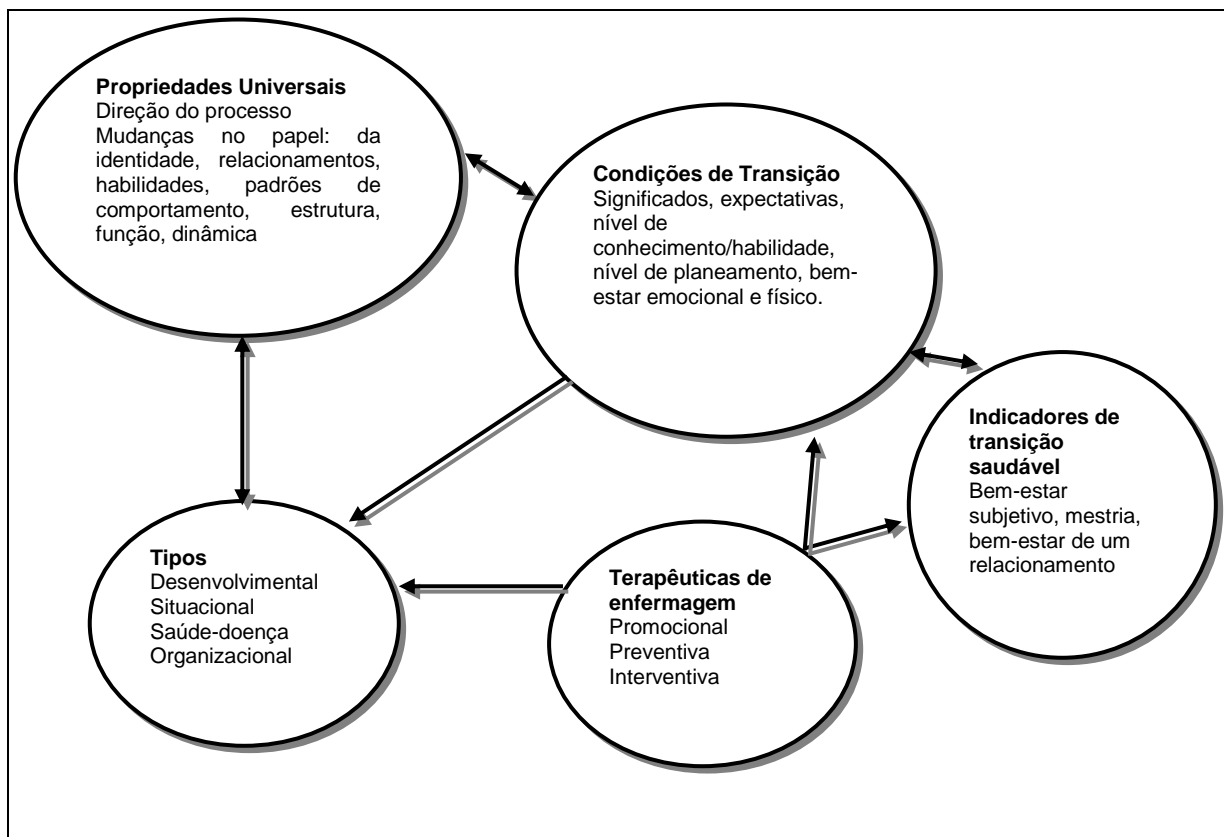 Propriedades Universais
Direção do processo
Mudanças no papel: da
identidade, relacionamentos,
habilidades, padrões de
comportamento, estrutura,
função, dinâmica
Condições de Transição
Significados, expectativas,
nível de
conhecimento/habilidade,
nível de planeamento, bem-
estar emocional e físico.
Indicadores de
transição
saudável
Bem-estar
subjetivo, mestria,
bem-estar de um
relacionamento
Tipos
Desenvolvimental
Situacional
Saúde-doença
Organizacional
Terapêuticas de
enfermagem
Promocional
Preventiva
Interventiva